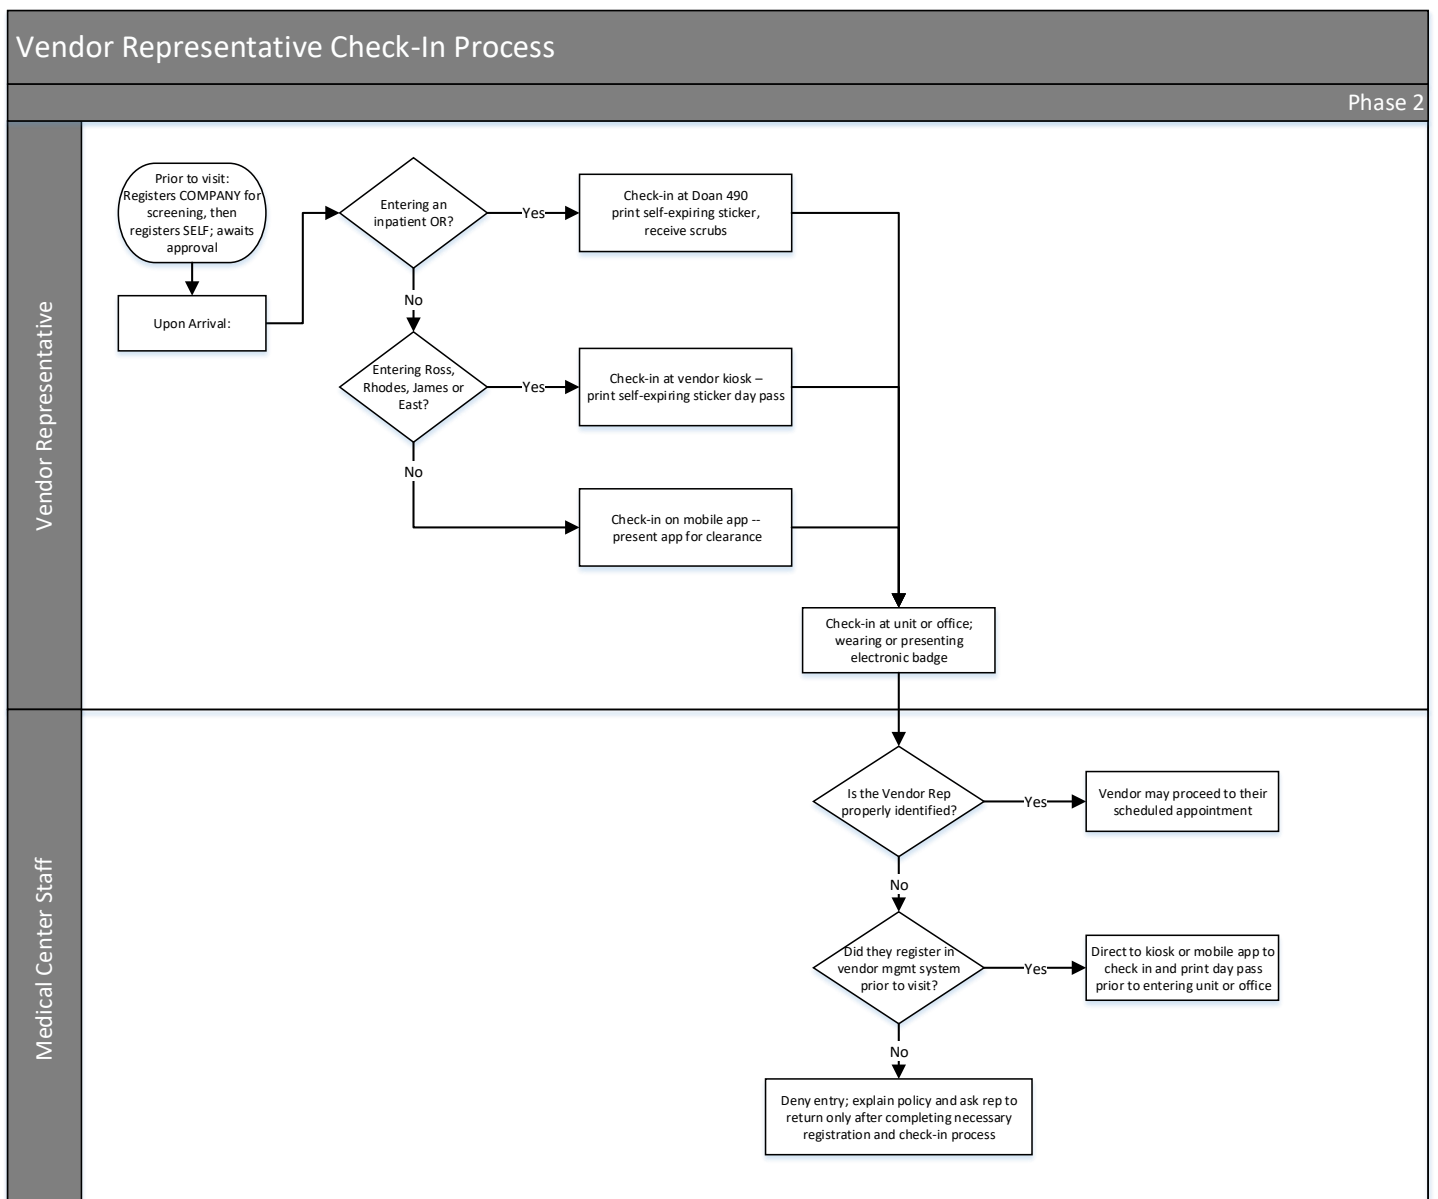 Vendor Representative Check-In Process
Phase 2
Vendor Representative
Prior to visit:
Registers COMPANY for
screening, then
registers SELF; awaits
approval
Upon Arrival:
Entering an
inpatient OR?
Yes
Check-in at Doan 490
print self-expiring sticker,
receive scrubs
No
Entering Ross,
Rhodes, James or
East?
Yes
Check-in at vendor kiosk –
print self-expiring sticker day pass
No
Check-in on mobile app --
present app for clearance
Check-in at unit or office;
wearing or presenting
electronic badge
Medical Center Staff
Is the Vendor Rep
properly identified?
Yes
Vendor may proceed to their
scheduled appointment
No
Did they register in
vendor mgmt system
prior to visit?
Yes
Direct to kiosk or mobile app to
check in and print day pass
prior to entering unit or office
No
Deny entry; explain policy and ask rep to
return only after completing necessary
registration and check-in process